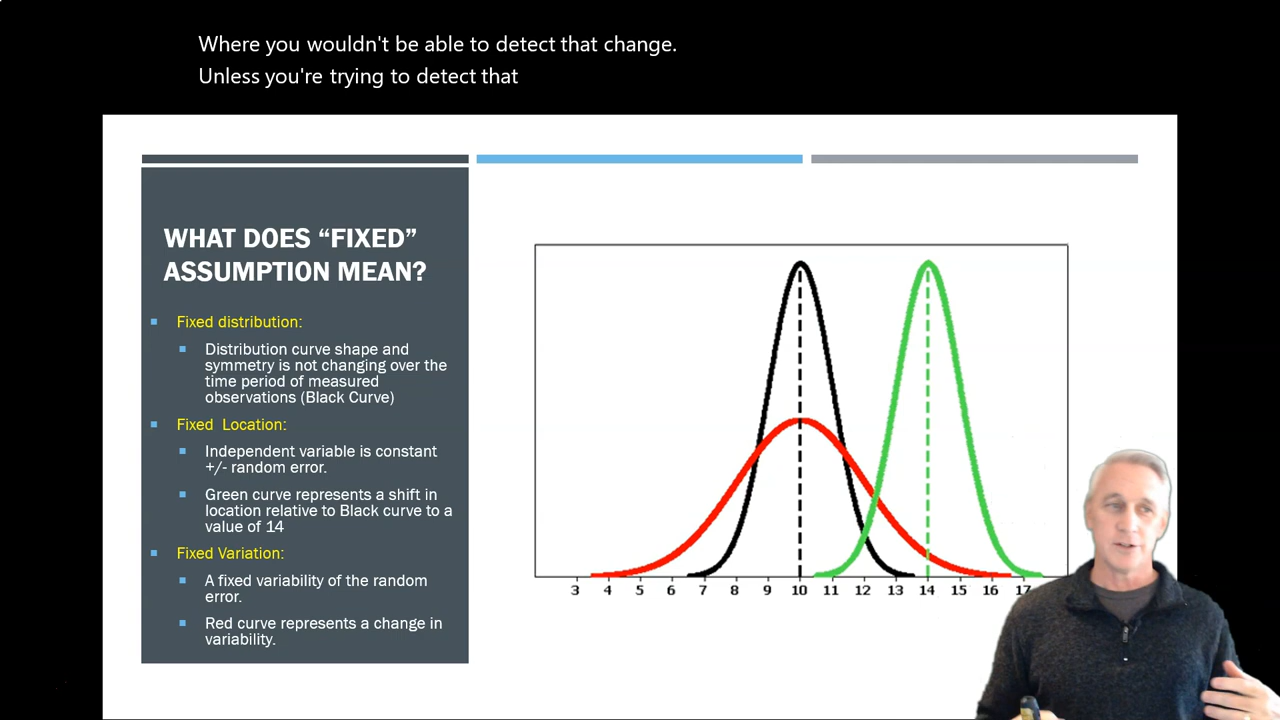 Where you wouldn't be able to detect that change.
Unless you're trying to detect that
WHAT DOES “FIXED”
ASSUMPTION MEAN?
Fixed distribution:
Distribution curve shape and
symmetry is not changing over the
time period of measured
observations (Black Curve)
Fixed Location:
Independent variable is constant
+/- random error.
Green curve represents a shift in
location relative to Black curve to a
value of 14
Fixed Variation:
A fixed variability of the random
error.
Red curve represents a change in
variability.
3 4 5 6 7 8 9 10 11 12 13 14 15 16 17